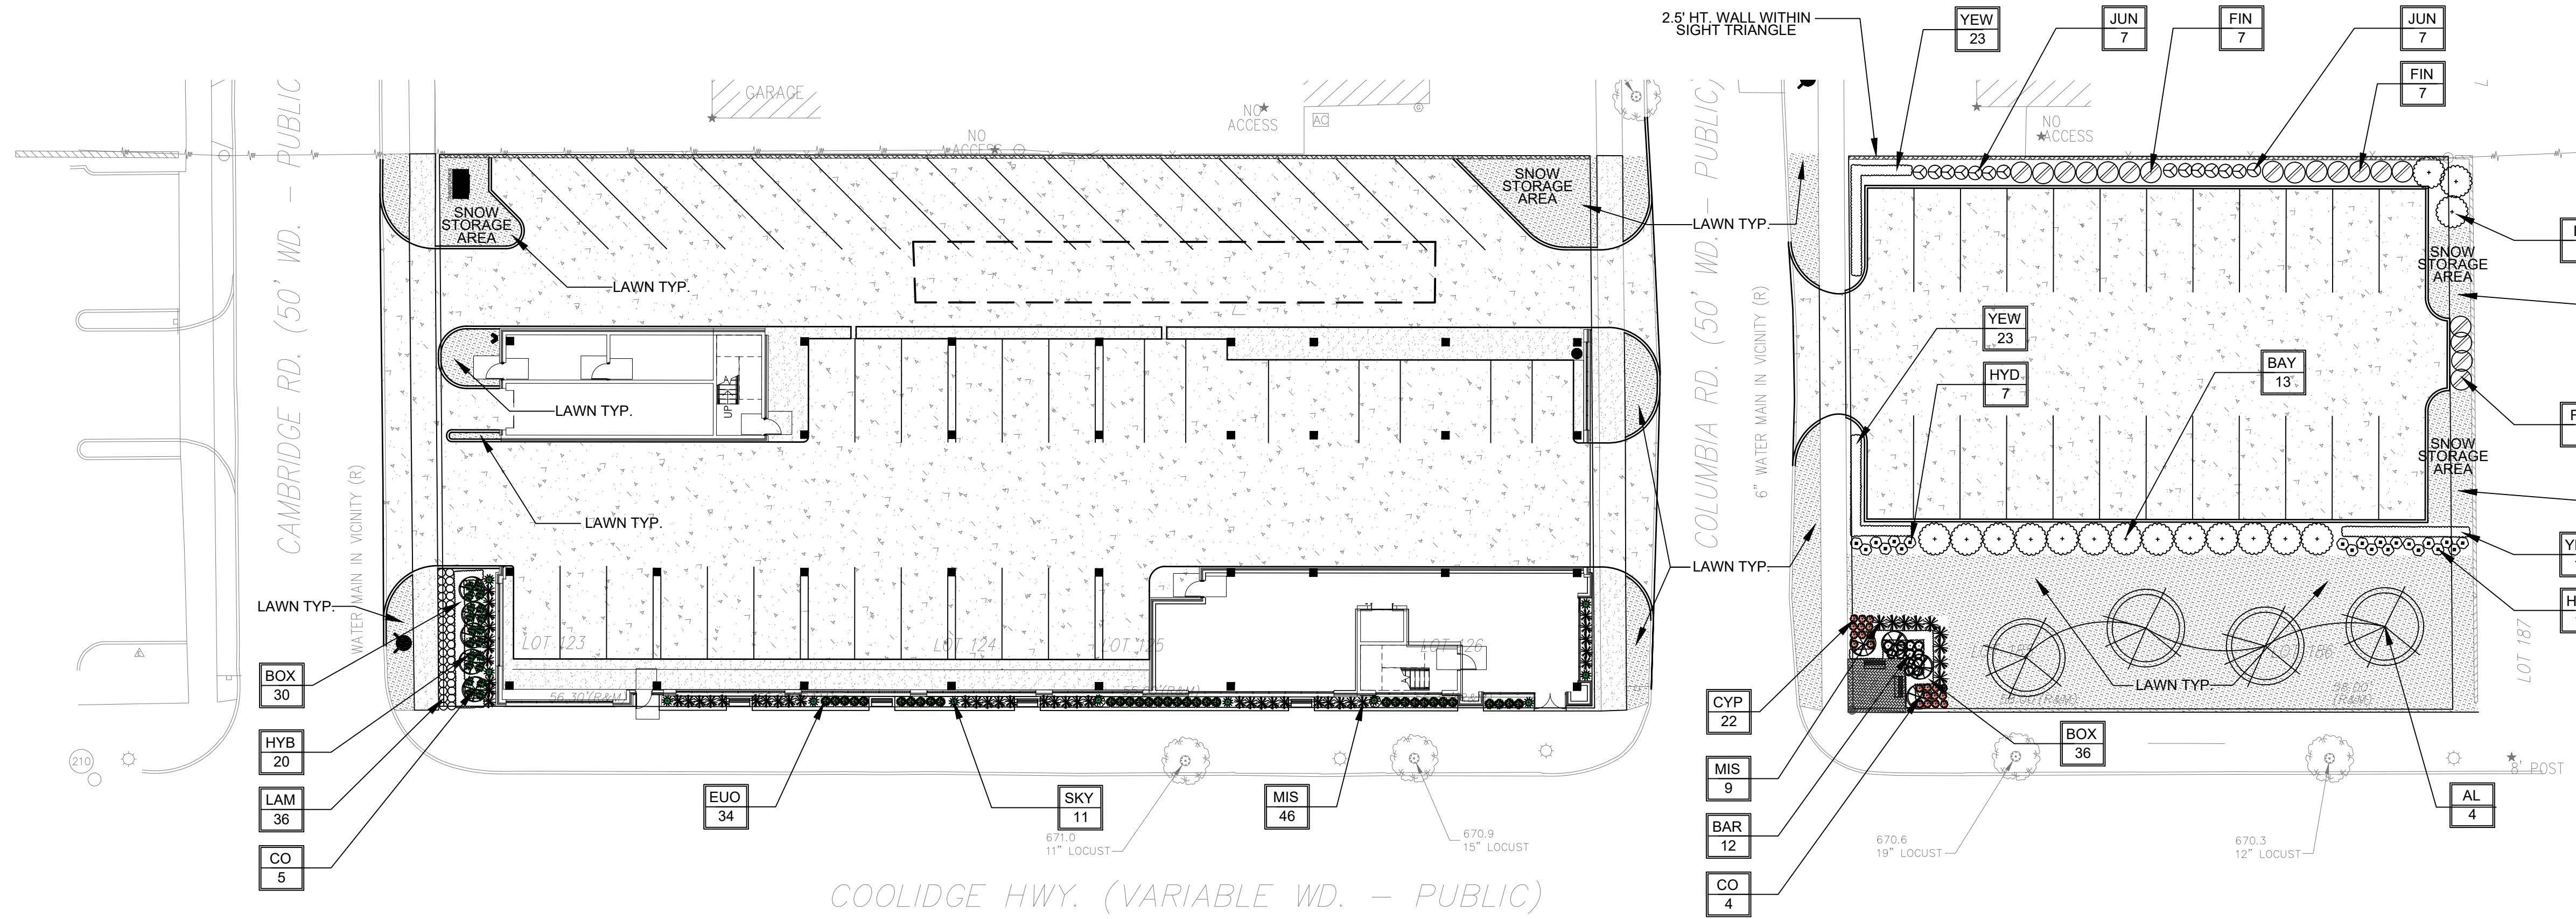 2.5' HT. WALL WITHIN
SIGHT TRIANGLE
YEW
23
JUN
7
FIN
7
JUN
7
FIN
7
GARAGE
NO
ACCESS
NO
ACCESS
AC
NO
ACCESS
CAMBRIDGE RD. (50' WD. - PUBLIC
COLUMBIA RD. (50' WD. - PUBLIC)
SNOW
STORAGE
AREA
SNOW
STORAGE
AREA
SNOW
STORAGE
AREA
LAWN TYP.
LAWN TYP.
LAWN TYP.
LAWN TYP.
UP
WATER MAIN IN VICINITY (R)
6" WATER MAIN IN VICINITY (R)
YEW
23
HYD
7
BAY
13
SNOW
STORAGE
AREA
LAWN TYP.
LAWN TYP.
LAWN TYP.
LOT 123
LOT 124
LOT 125
LOT 126
LOT 187
56.30'(R&M)
56.00
(R&M)
BOX
30
HYB
20
LAM
36
CO
5
EUO
34
SKY
11
MIS
46
CYP
22
MIS
9
BAR
12
CO
4
BOX
36
AL
4
210
671.0
11" LOCUST
670.9
15" LOCUST
670.6
19" LOCUST
670.3
12" LOCUST
8' POST
COOLIDGE HWY. (VARIABLE WD. - PUBLIC)